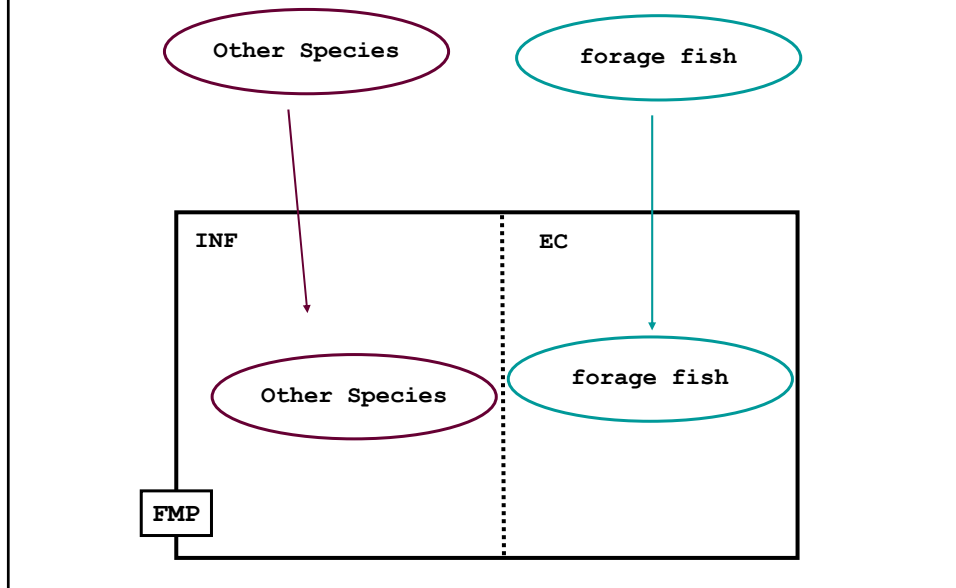 Other Species
forage fish
INF
EC
forage fish
Other Species
FMP